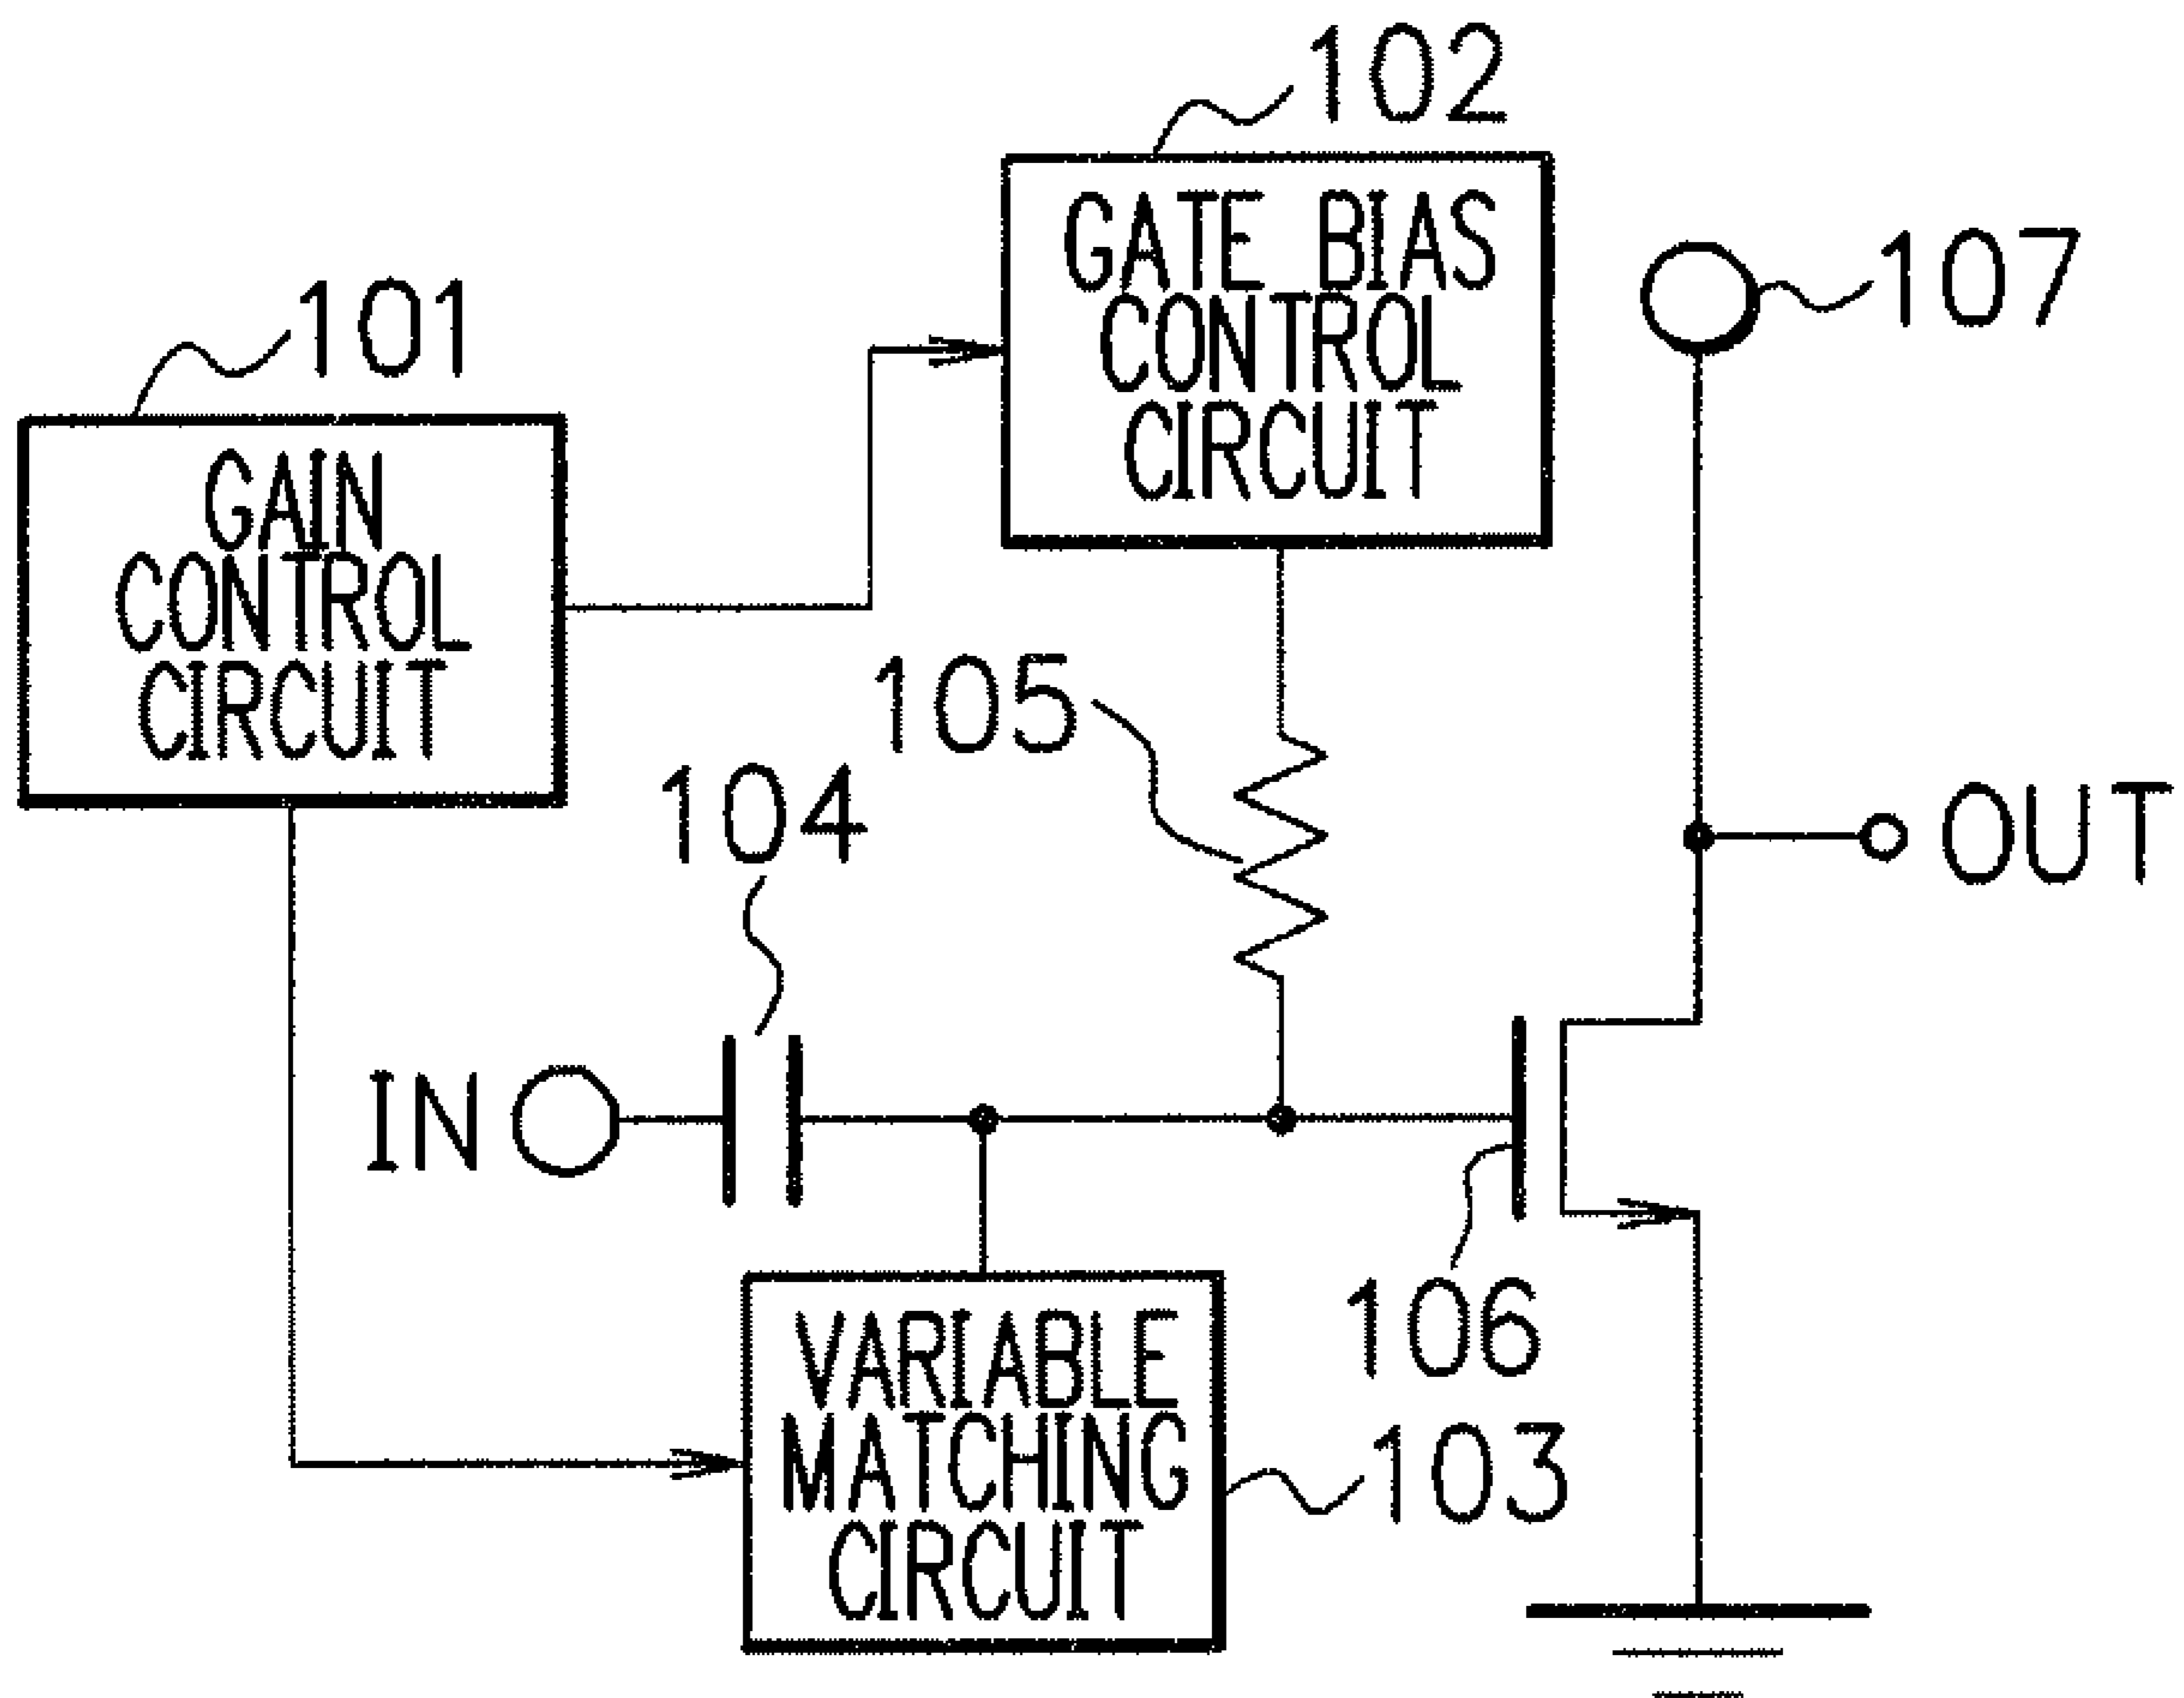 102
GATE BIAS
CONTROL
CIRCUIT
107
101
GAIN
CONTROL
CIRCUIT
105
104
OUT
IN
106
VARIABLE
MATCHING
CIRCUIT
103